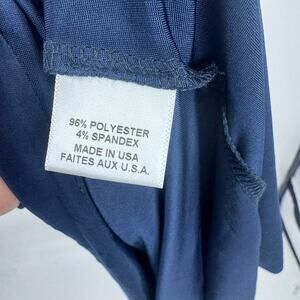 96% POLYESTER
4% SPANDEX
MADE IN USA
FAITES AUX U.S.A.